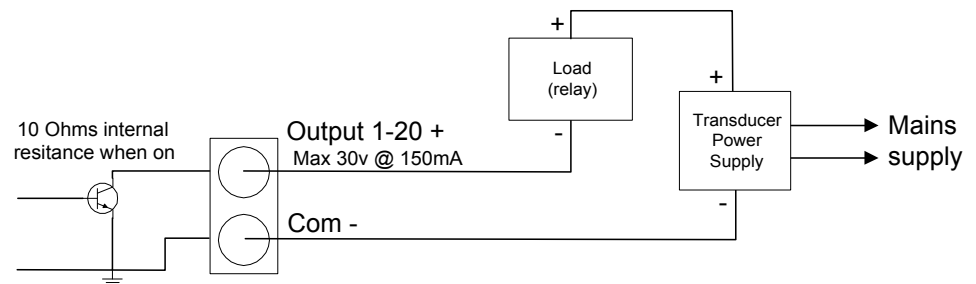 +
Load
(relay)
-
+
Transducer
Power
Supply
-
Mains
supply
10 Ohms internal
resitance when on
Output 1-20 +
Max 30v @ 150mA
Com -